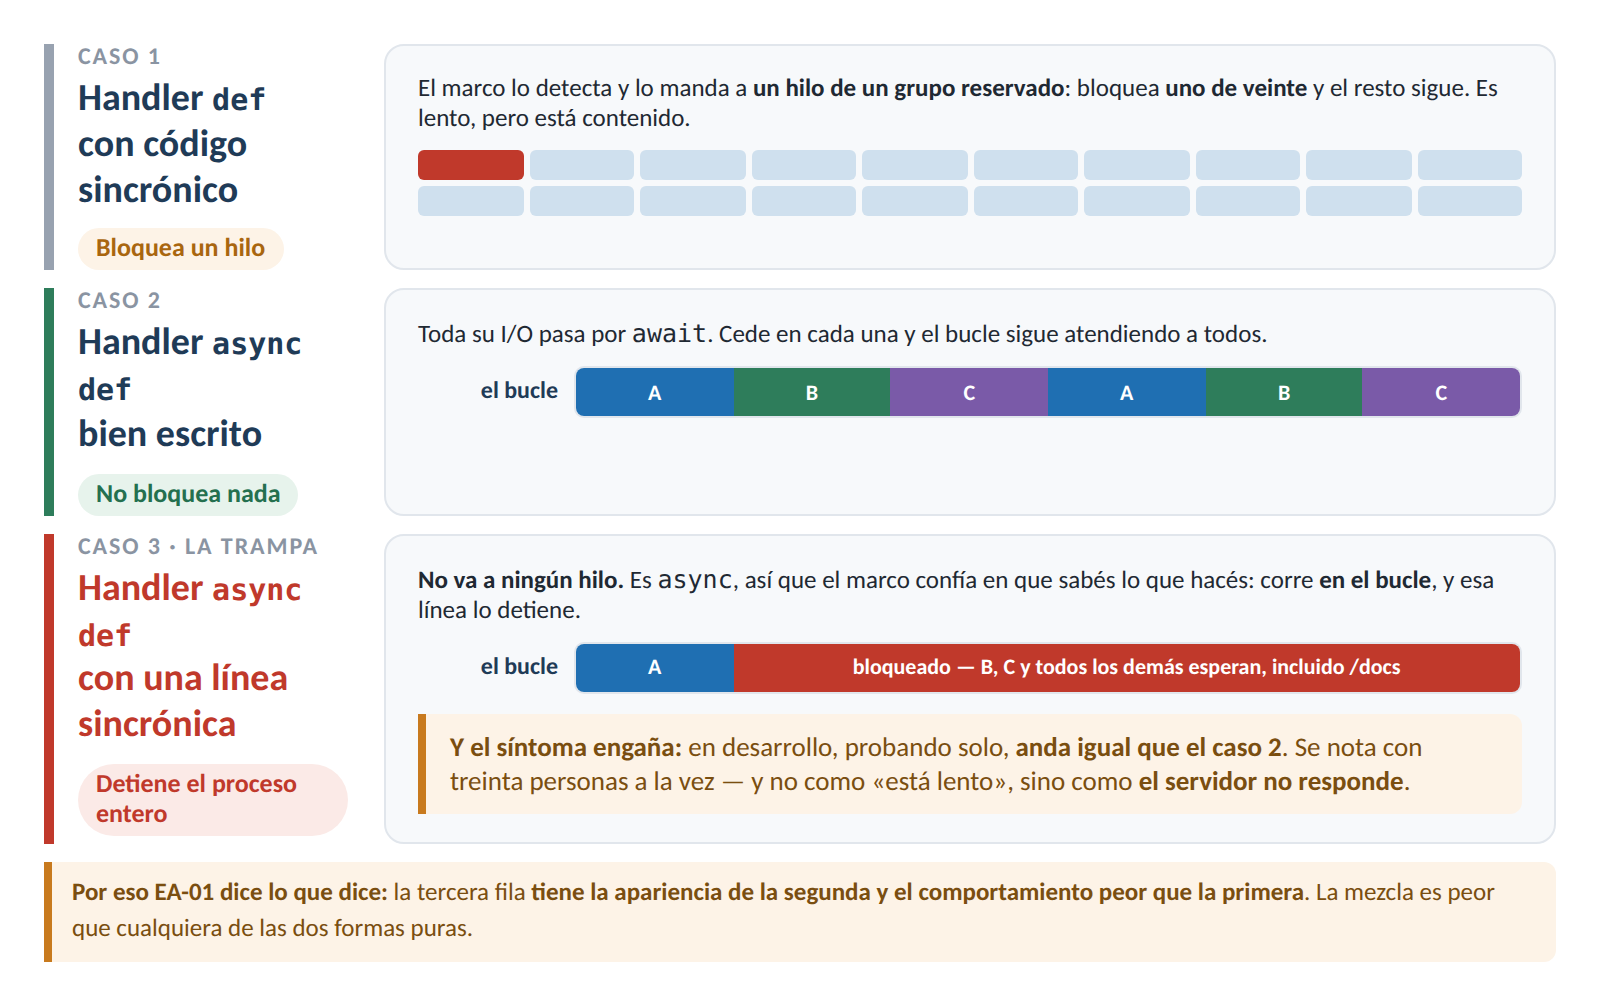 CASO 1
Handler def
con código
sincrónico
Bloquea un hilo
El marco lo detecta y lo manda a un hilo de un grupo reservado: bloquea uno de veinte y el resto sigue. Es
lento, pero está contenido.
CASO 2
Handler async
def
bien escrito
No bloquea nada
Toda su I/O pasa por await. Cede en cada una y el bucle sigue atendiendo a todos.
el bucle A B C A B C
CASO 3 · LA TRAMPA
Handler async
def
con una línea
sincrónica
Detiene el proceso
entero
No va a ningún hilo. Es async, así que el marco confía en que sabés lo que hacés: corre en el bucle, y esa
línea lo detiene.
el bucle A bloqueado — B, C y todos los demás esperan, incluido /docs
Y el síntoma engaña: en desarrollo, probando solo, anda igual que el caso 2. Se nota con
treinta personas a la vez — y no como «está lento», sino como el servidor no responde.
Por eso EA-01 dice lo que dice: la tercera fila tiene la apariencia de la segunda y el comportamiento peor que la primera. La mezcla es peor
que cualquiera de las dos formas puras.